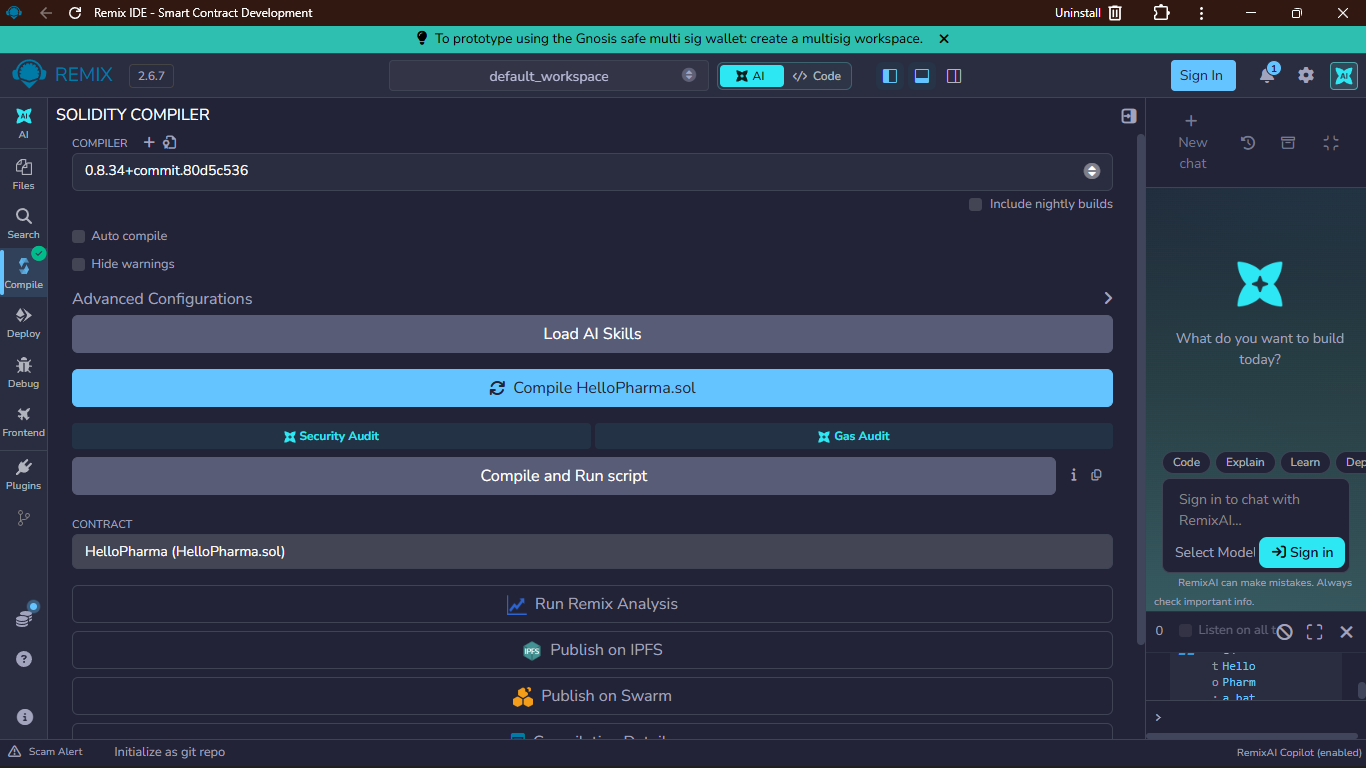 Remix IDE - Smart Contract Development
Uninstall
To prototype using the Gnosis safe multi sig wallet: create a multisig workspace.
REMIX
2.6.7
default_workspace
AI
</> Code
Sign In
1
AI
AI
AI
Files
Search
Compile
Deploy
Debug
Frontend
Plugins
SOLIDITY COMPILER
COMPILER
0.8.34+commit.80d5c536
Include nightly builds
Auto compile
Hide warnings
Advanced Configurations
Load AI Skills
Compile HelloPharma.sol
Security Audit
Gas Audit
Compile and Run script
CONTRACT
HelloPharma (HelloPharma.sol)
Run Remix Analysis
IPFS
Publish on IPFS
Publish on Swarm
New
chat
What do you want to build
today?
Code
Explain
Learn
Dep
Sign in to chat with
RemixAI...
Select Model
Sign in
RemixAI can make mistakes. Always
check important info.
0
Listen on all t
t Hello
o Pharm
: a.bat
>
Scam Alert
Initialize as git repo
RemixAI Copilot (enabled)